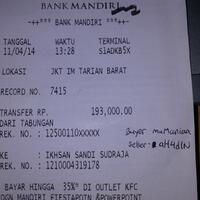 BANK MANDIRI
-++*** BANK MANDIRI
TANGGAL WAKTU TERMINAL
11/04/14 13:28 S1ADKB5X
LOKASI JKT IM TARIAN BARAT
RECORD NO. 7415
TRANSFER RP. 193,000.00
DARI TABUNGAN
REK. NO. : 12500110XXXXX
Buyer
Seller
KE : IKHSAN SANDI SUDRAJA
REK. NO. : 1210004319178
BAYAR HINGGA 35% DI OUTLET KFC
MANDIRI FIESTAPOIN &POWERPOINT